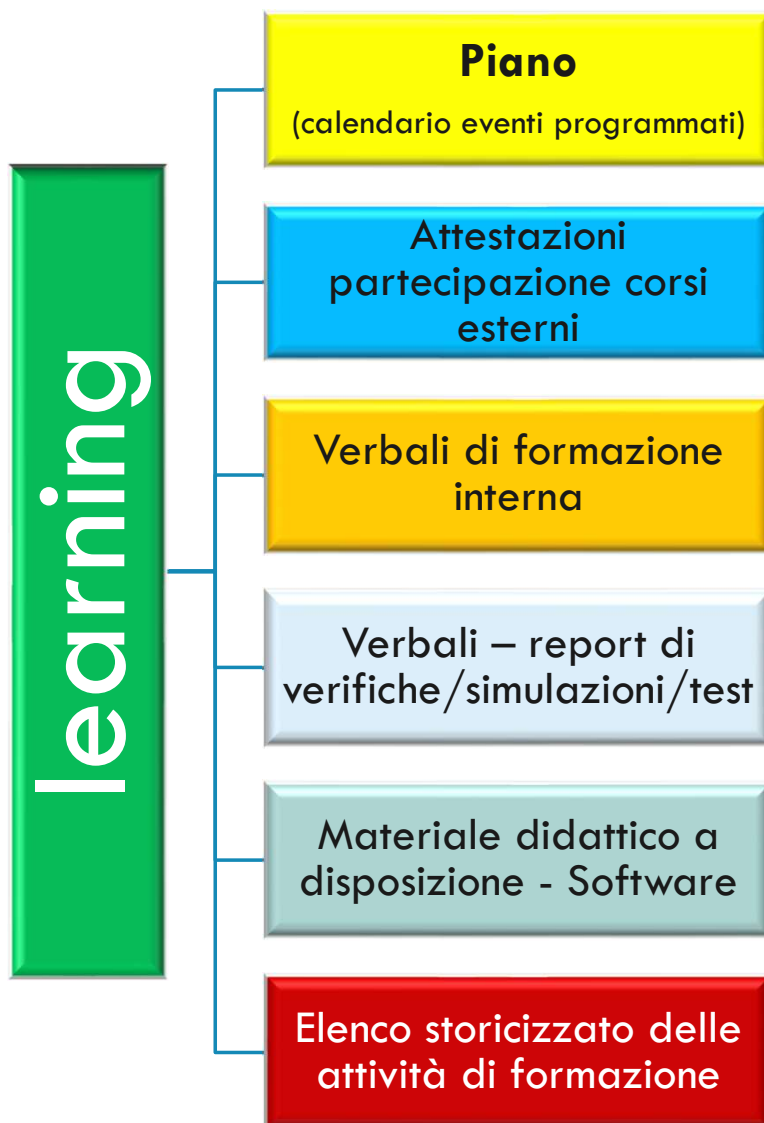 learning
Piano
(calendario eventi programmati)
Attestazioni
partecipazione corsi
esterni
Verbali di formazione
interna
Verbali – report di
verifiche/simulazioni/test
Materiale didattico a
disposizione - Software
Elenco storicizzato delle
attività di formazione